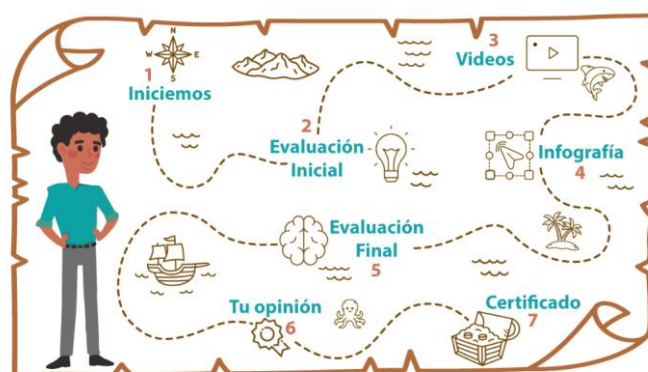 N
W E
S
1
Iniciemos
2
Evaluación
Inicial
3
Videos
Infografía
4
Evaluación
Final
5
Tu opinión
6
Certificado
7